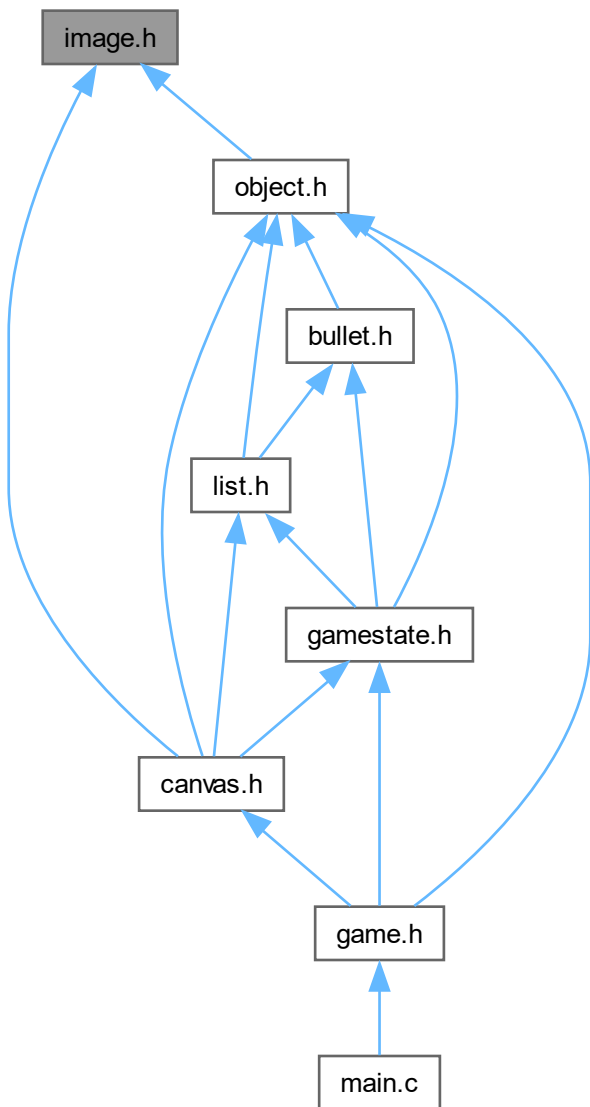 image.h
object.h
bullet.h
list.h
gamestate.h
canvas.h
game.h
main.c